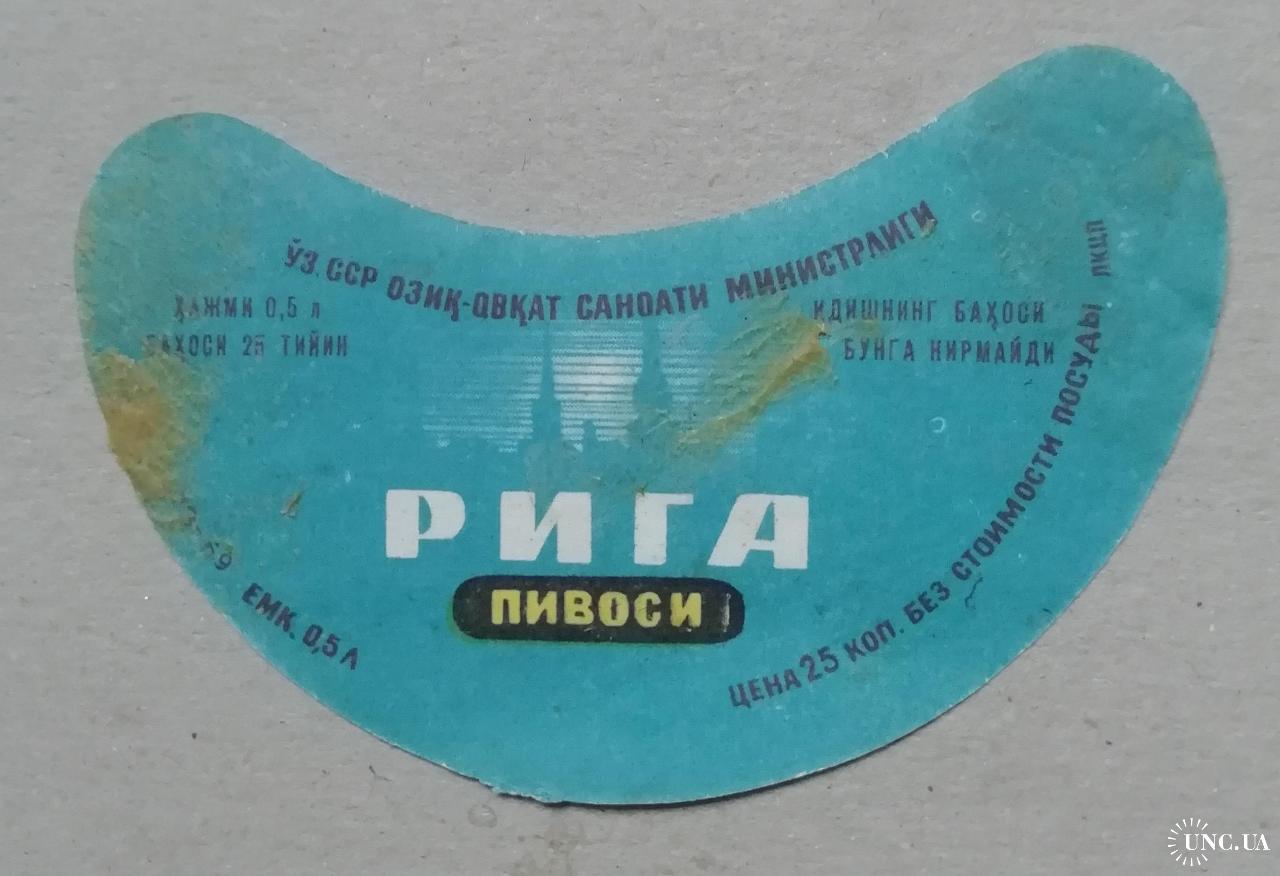 ЎЗ. ССР ОЗИҚ-ОВҚАТ САНОАТИ МИНИСТРЛИГИ
ҲАЖМИ 0,5 л
БАҲОСИ 25 ТИЙИН
ИДИШНИНГ БАҲОСИ
БУНГА КИРМАЙДИ
РИГА
ПИВОСИ
ЕМК. 0,5 Л
ЦЕНА 25 КОП. БЕЗ СТОИМОСТИ ПОСУДЫ ЛКЦП
UNC.UA